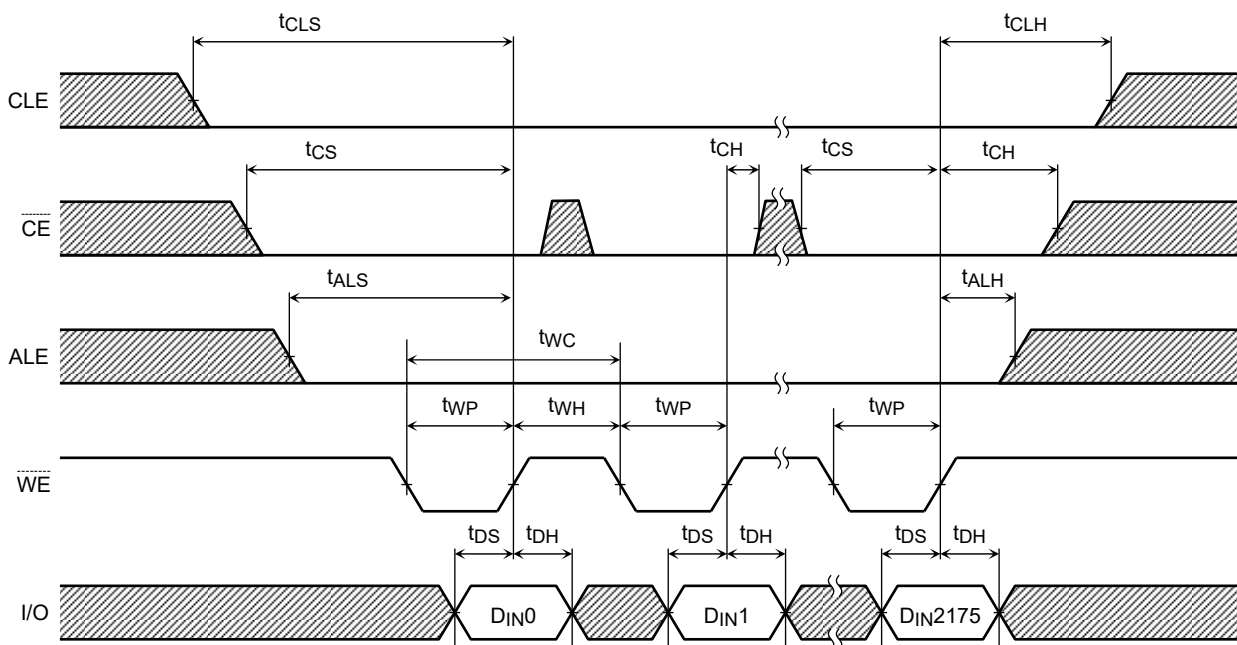 tCLS tCLH
CLE
tCS tCH tCS tCH
CE
tALS tALH
ALE
tWC
tWP tWH tWP tWP
WE
tDS tDH tDS tDH tDS tDH
I/O DIN0 DIN1 DIN2175